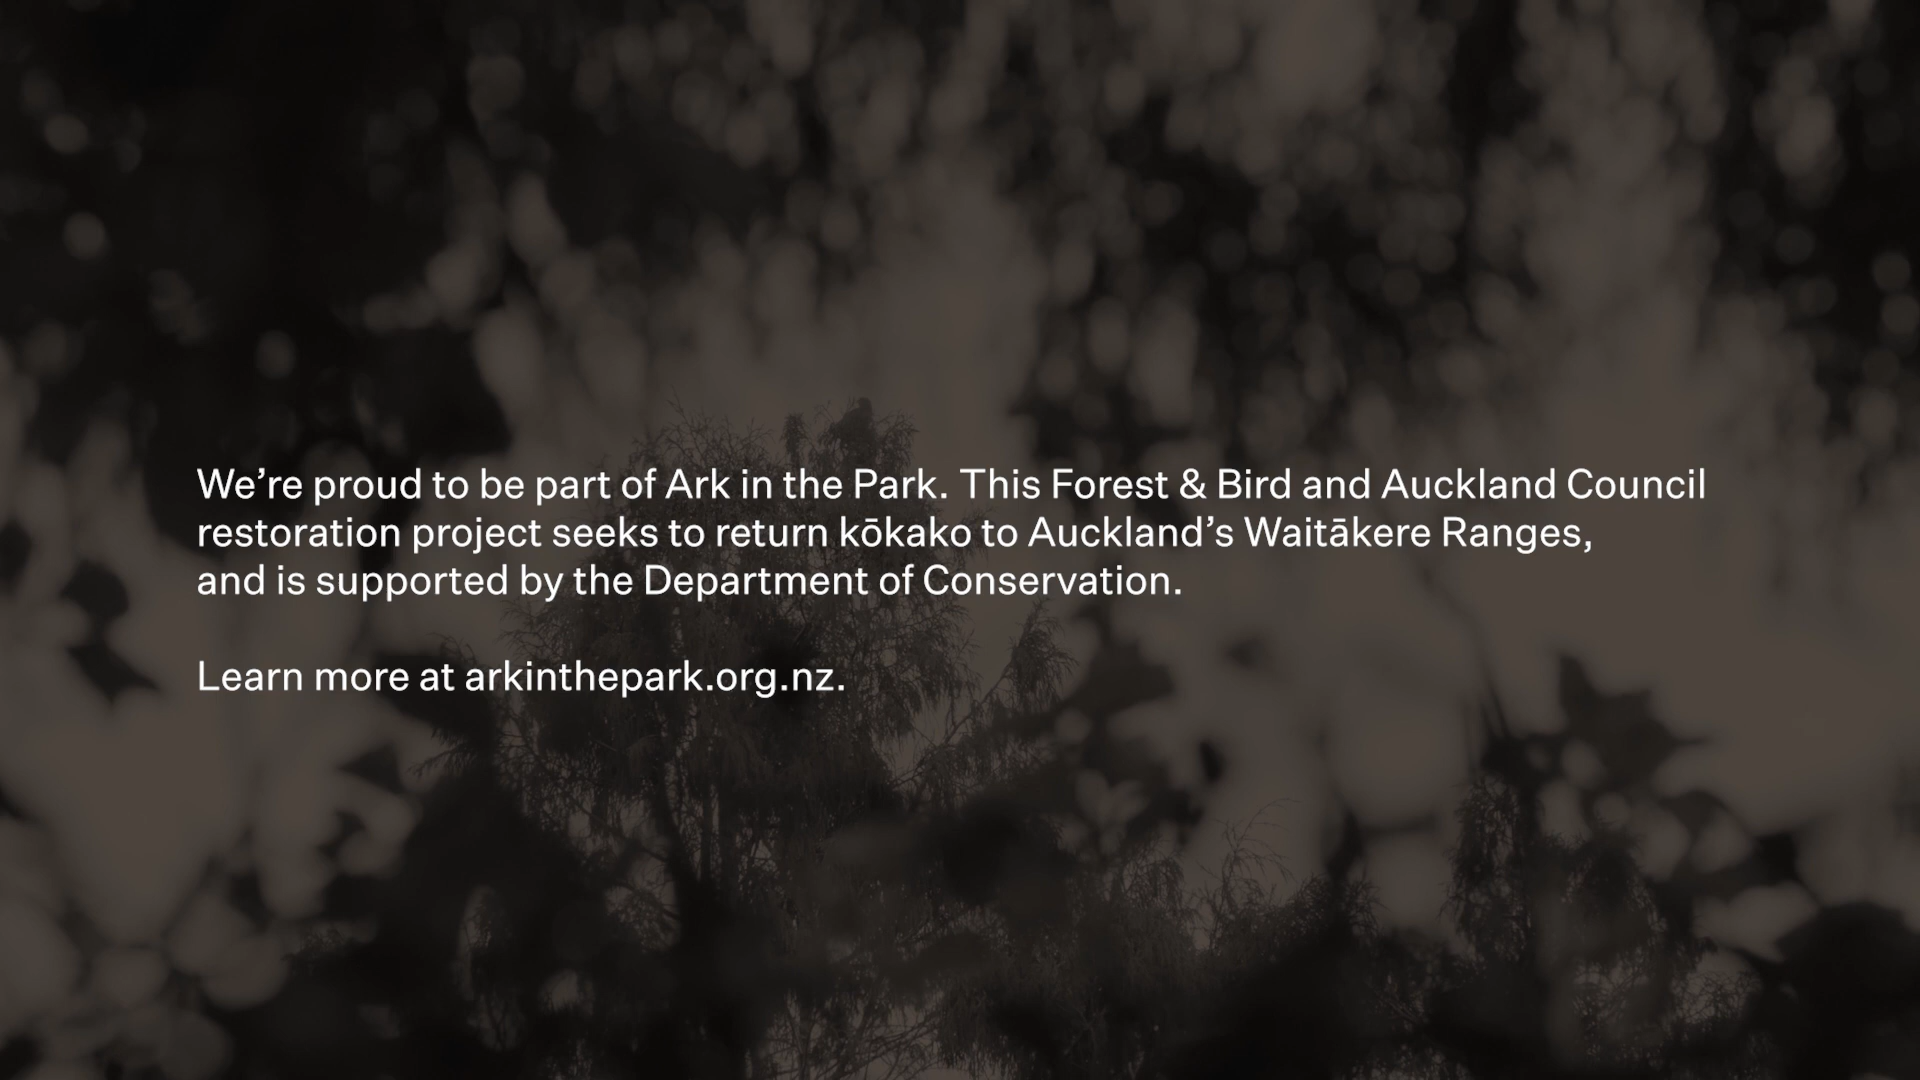 We’re proud to be part of Ark in the Park. This Forest & Bird and Auckland Council
restoration project seeks to return kōkako to Auckland’s Waitākere Ranges,
and is supported by the Department of Conservation.
Learn more at arkinthepark.org.nz.